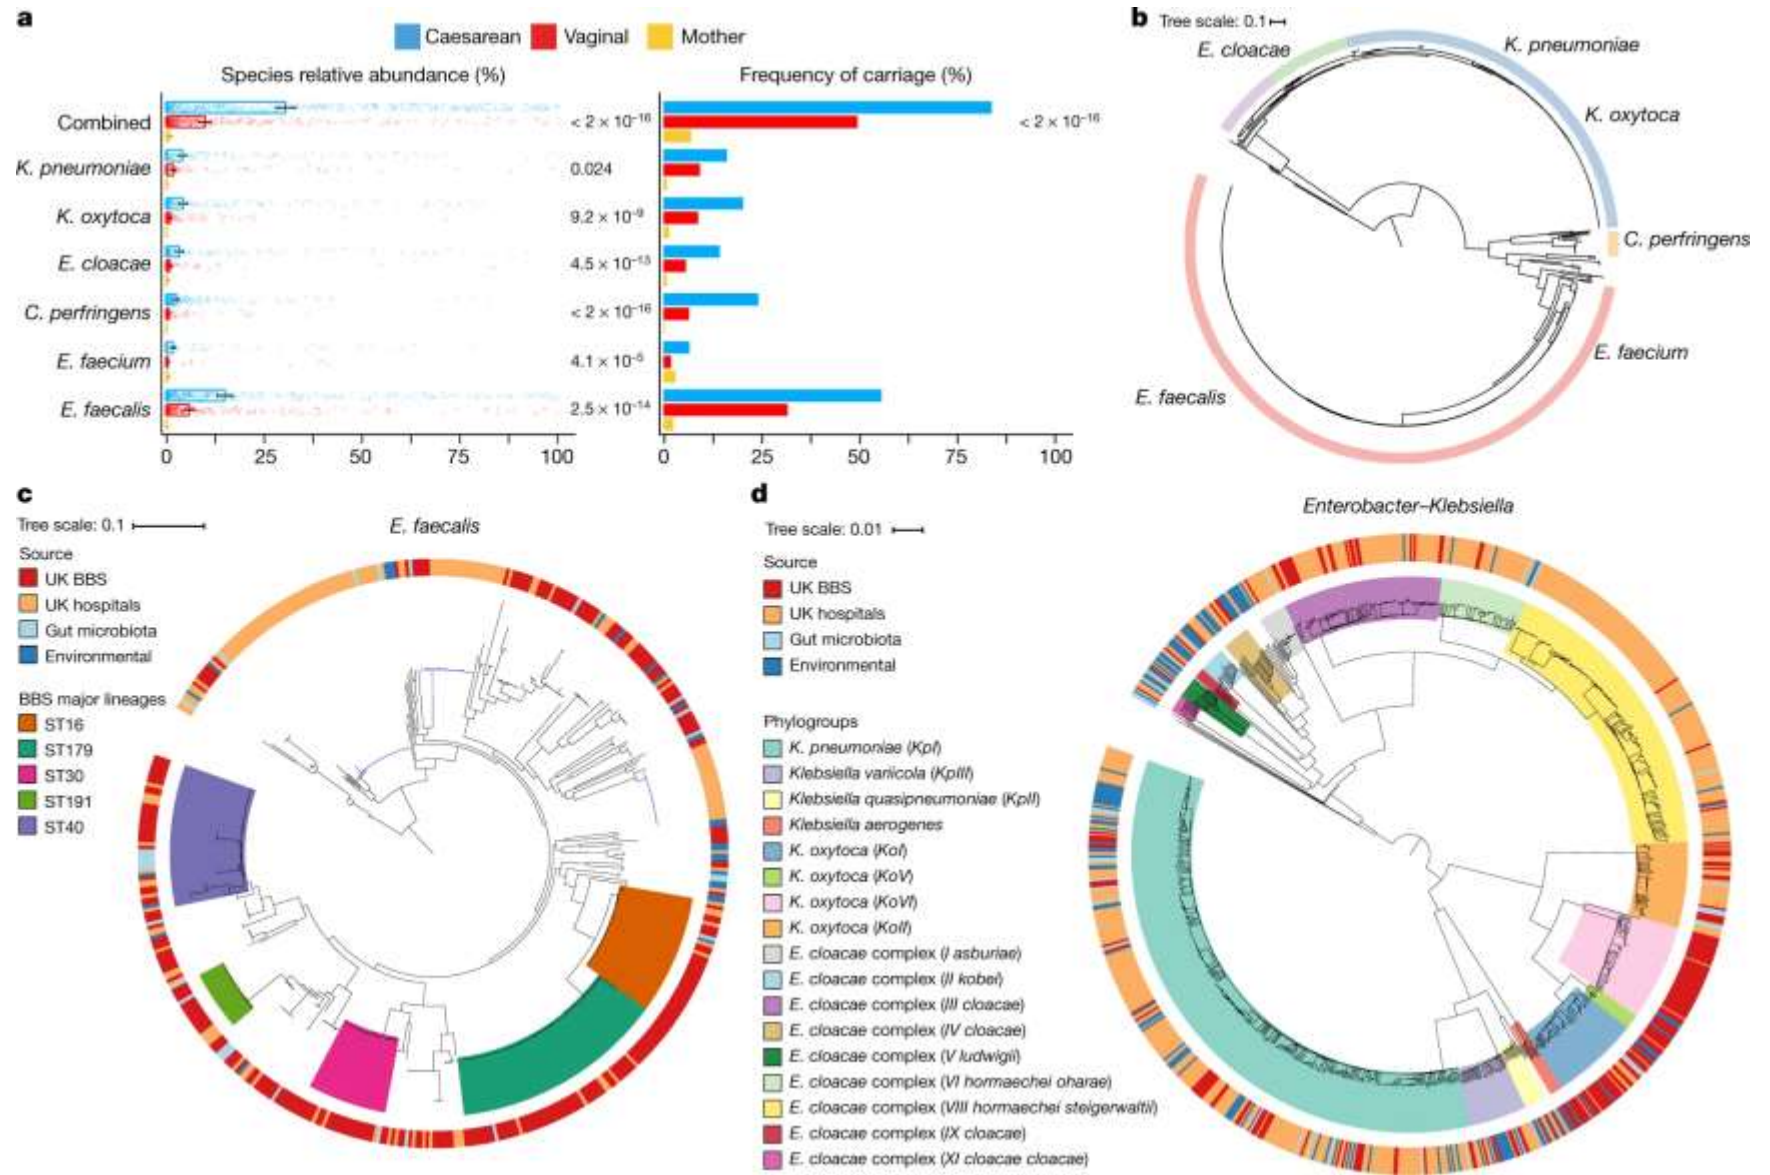 a
Caesarean Vaginal Mother
Species relative abundance (%)
Frequency of carriage (%)
Combined
K. pneumoniae
K. oxytoca
E. cloacae
C. perfringens
E. faecium
E. faecalis
< 2 × 10⁻¹⁶
0.024
9.2 × 10⁻⁹
4.5 × 10⁻¹³
< 2 × 10⁻¹⁶
4.1 × 10⁻⁵
2.5 × 10⁻¹⁴
< 2 × 10⁻¹⁶
0 25 50 75 100
0 25 50 75 100
b
Tree scale: 0.1
E. cloacae
K. pneumoniae
K. oxytoca
C. perfringens
E. faecium
E. faecalis
c
Tree scale: 0.1
E. faecalis
Source
UK BBS
UK hospitals
Gut microbiota
Environmental
BBS major lineages
ST16
ST179
ST30
ST191
ST40
d
Enterobacter–Klebsiella
Tree scale: 0.01
Source
UK BBS
UK hospitals
Gut microbiota
Environmental
Phylogroups
K. pneumoniae (KpI)
Klebsiella variicola (KpIII)
Klebsiella quasipneumoniae (KpII)
Klebsiella aerogenes
K. oxytoca (KoI)
K. oxytoca (KoV)
K. oxytoca (KoVI)
K. oxytoca (KoII)
E. cloacae complex (I asburiae)
E. cloacae complex (II kobei)
E. cloacae complex (III cloacae)
E. cloacae complex (IV cloacae)
E. cloacae complex (V ludwigii)
E. cloacae complex (VI hormaechei oharae)
E. cloacae complex (VIII hormaechei steigerwaltii)
E. cloacae complex (IX cloacae)
E. cloacae complex (XI cloacae cloacae)